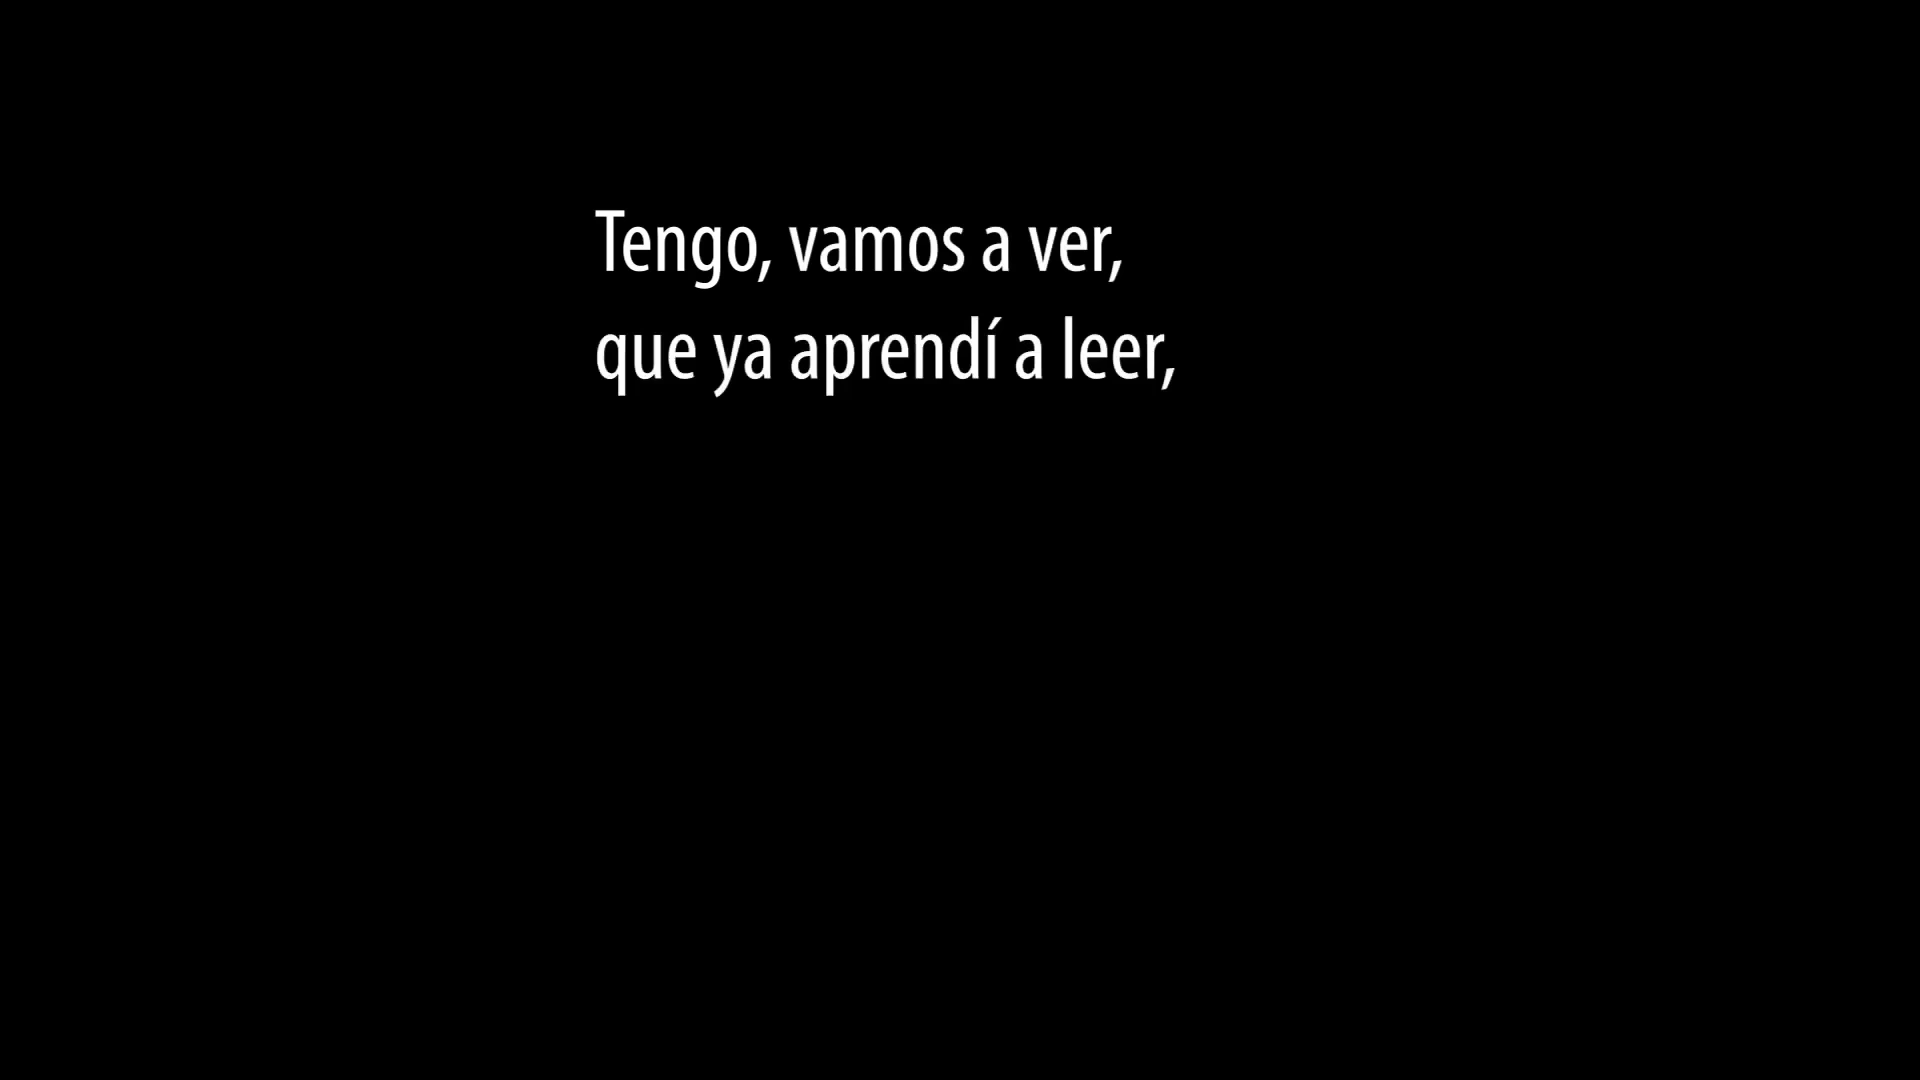 Tengo, vamos a ver,
que ya aprendí a leer,